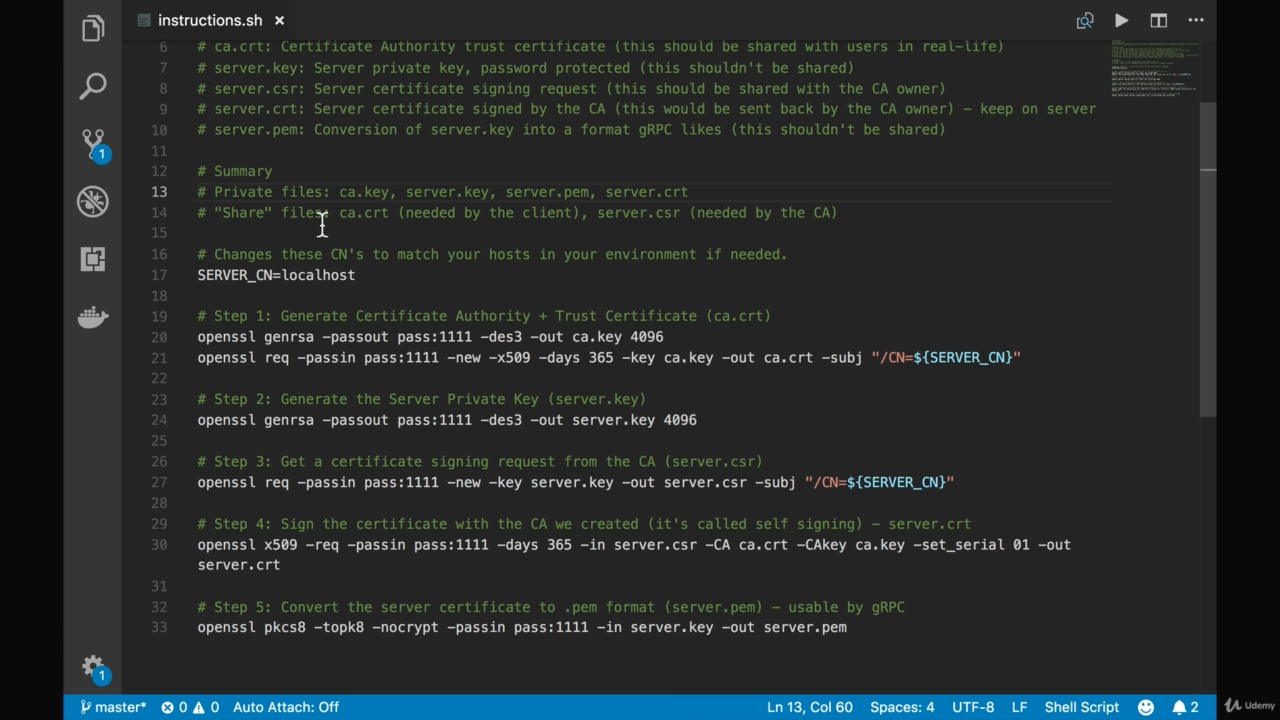 instructions.sh ×
6 # ca.crt: Certificate Authority trust certificate (this should be shared with users in real-life)
7 # server.key: Server private key, password protected (this shouldn't be shared)
8 # server.csr: Server certificate signing request (this should be shared with the CA owner)
9 # server.crt: Server certificate signed by the CA (this would be sent back by the CA owner) - keep on server
10 # server.pem: Conversion of server.key into a format gRPC likes (this shouldn't be shared)
11
12 # Summary
13 # Private files: ca.key, server.key, server.pem, server.crt
14 # "Share" files: ca.crt (needed by the client), server.csr (needed by the CA)
15
16 # Changes these CN's to match your hosts in your environment if needed.
17 SERVER_CN=localhost
18
19 # Step 1: Generate Certificate Authority + Trust Certificate (ca.crt)
20 openssl genrsa -passout pass:1111 -des3 -out ca.key 4096
21 openssl req -passin pass:1111 -new -x509 -days 365 -key ca.key -out ca.crt -subj "/CN=${SERVER_CN}"
22
23 # Step 2: Generate the Server Private Key (server.key)
24 openssl genrsa -passout pass:1111 -des3 -out server.key 4096
25
26 # Step 3: Get a certificate signing request from the CA (server.csr)
27 openssl req -passin pass:1111 -new -key server.key -out server.csr -subj "/CN=${SERVER_CN}"
28
29 # Step 4: Sign the certificate with the CA we created (it's called self signing) - server.crt
30 openssl x509 -req -passin pass:1111 -days 365 -in server.csr -CA ca.crt -CAkey ca.key -set_serial 01 -out
server.crt
31
32 # Step 5: Convert the server certificate to .pem format (server.pem) - usable by gRPC
33 openssl pkcs8 -topk8 -nocrypt -passin pass:1111 -in server.key -out server.pem
1
1
master* 0 0 Auto Attach: Off Ln 13, Col 60 Spaces: 4 UTF-8 LF Shell Script 2
Udemy